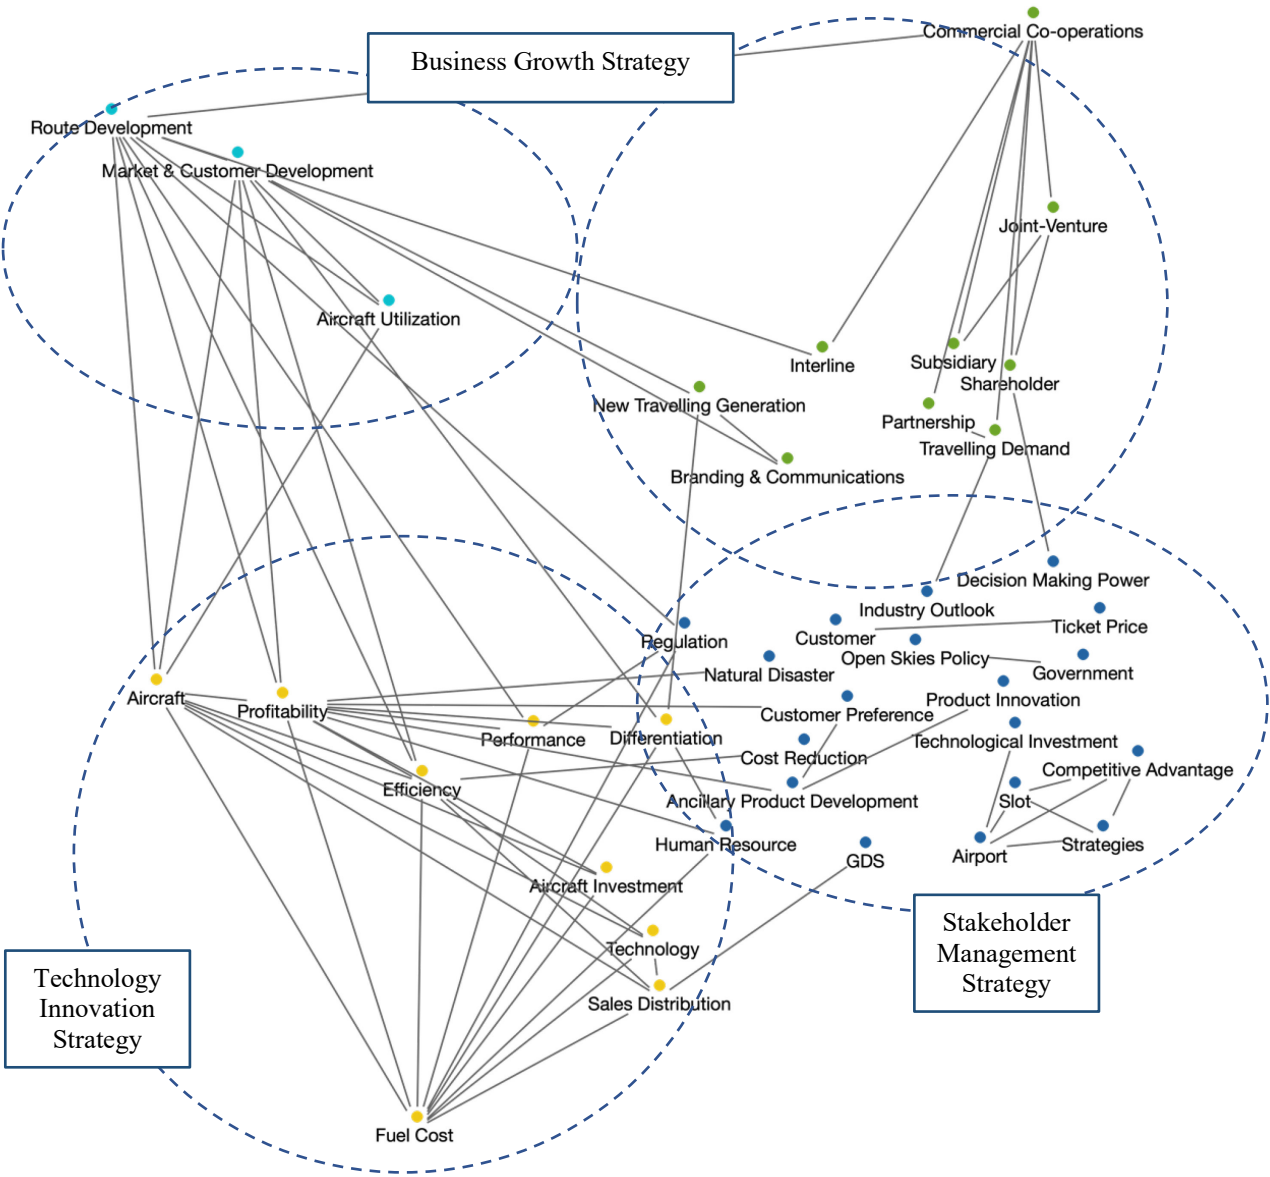 Commercial Co-operations
Business Growth Strategy
Route Development
Market & Customer Development
Joint-Venture
Aircraft Utilization
Interline
Subsidiary
Shareholder
New Travelling Generation
Partnership
Travelling Demand
Branding & Communications
Decision Making Power
Industry Outlook
Ticket Price
Customer
Regulation
Open Skies Policy
Natural Disaster
Government
Aircraft
Profitability
Product Innovation
Customer Preference
Performance
Differentiation
Technological Investment
Cost Reduction
Competitive Advantage
Efficiency
Ancillary Product Development
Slot
Human Resource
Strategies
Airport
GDS
Aircraft Investment
Stakeholder
Management
Strategy
Technology
Technology
Innovation
Strategy
Sales Distribution
Fuel Cost